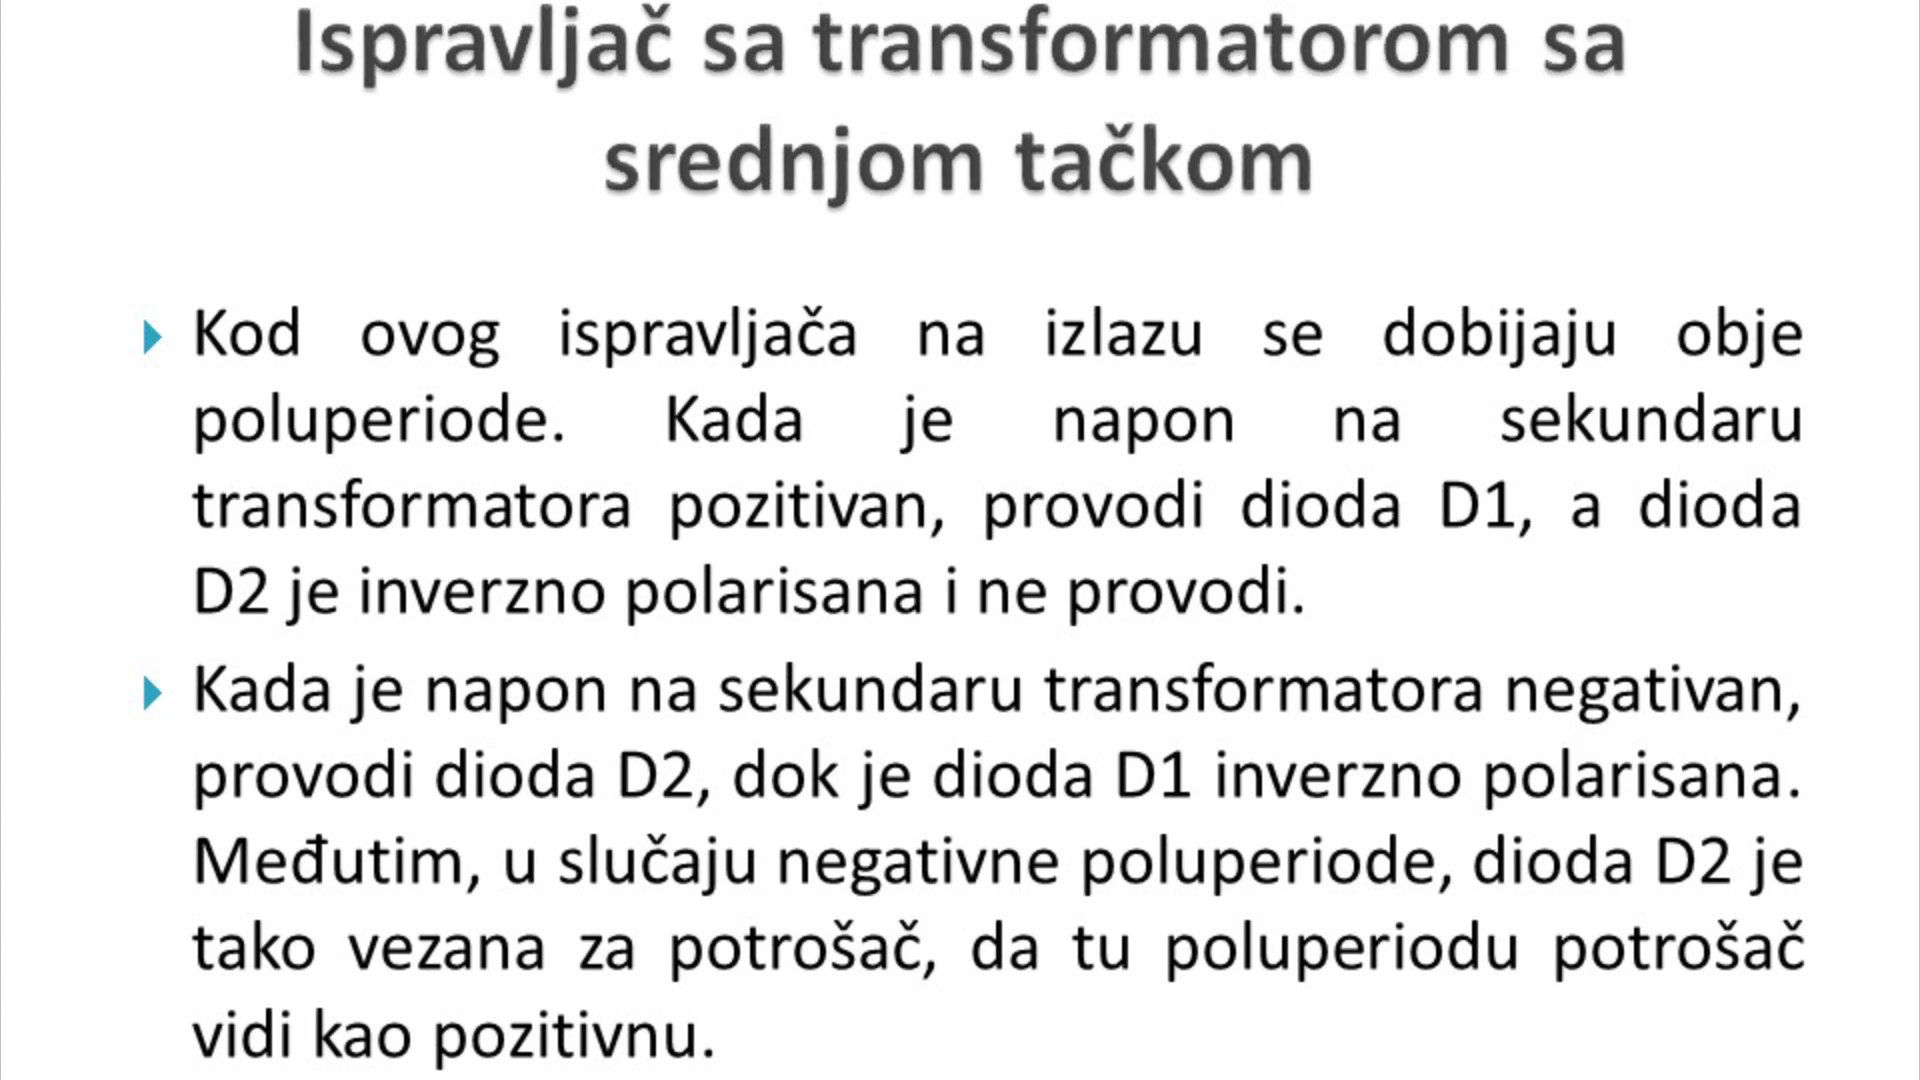 Ispravljač sa transformatorom sa
srednjom tačkom
Kod ovog ispravljača na izlazu se dobijaju obje
poluperiode. Kada je napon na sekundaru
transformatora pozitivan, provodi dioda D1, a dioda
D2 je inverzno polarisana i ne provodi.
Kada je napon na sekundaru transformatora negativan,
provodi dioda D2, dok je dioda D1 inverzno polarisana.
Međutim, u slučaju negativne poluperiode, dioda D2 je
tako vezana za potrošač, da tu poluperiodu potrošač
vidi kao pozitivnu.